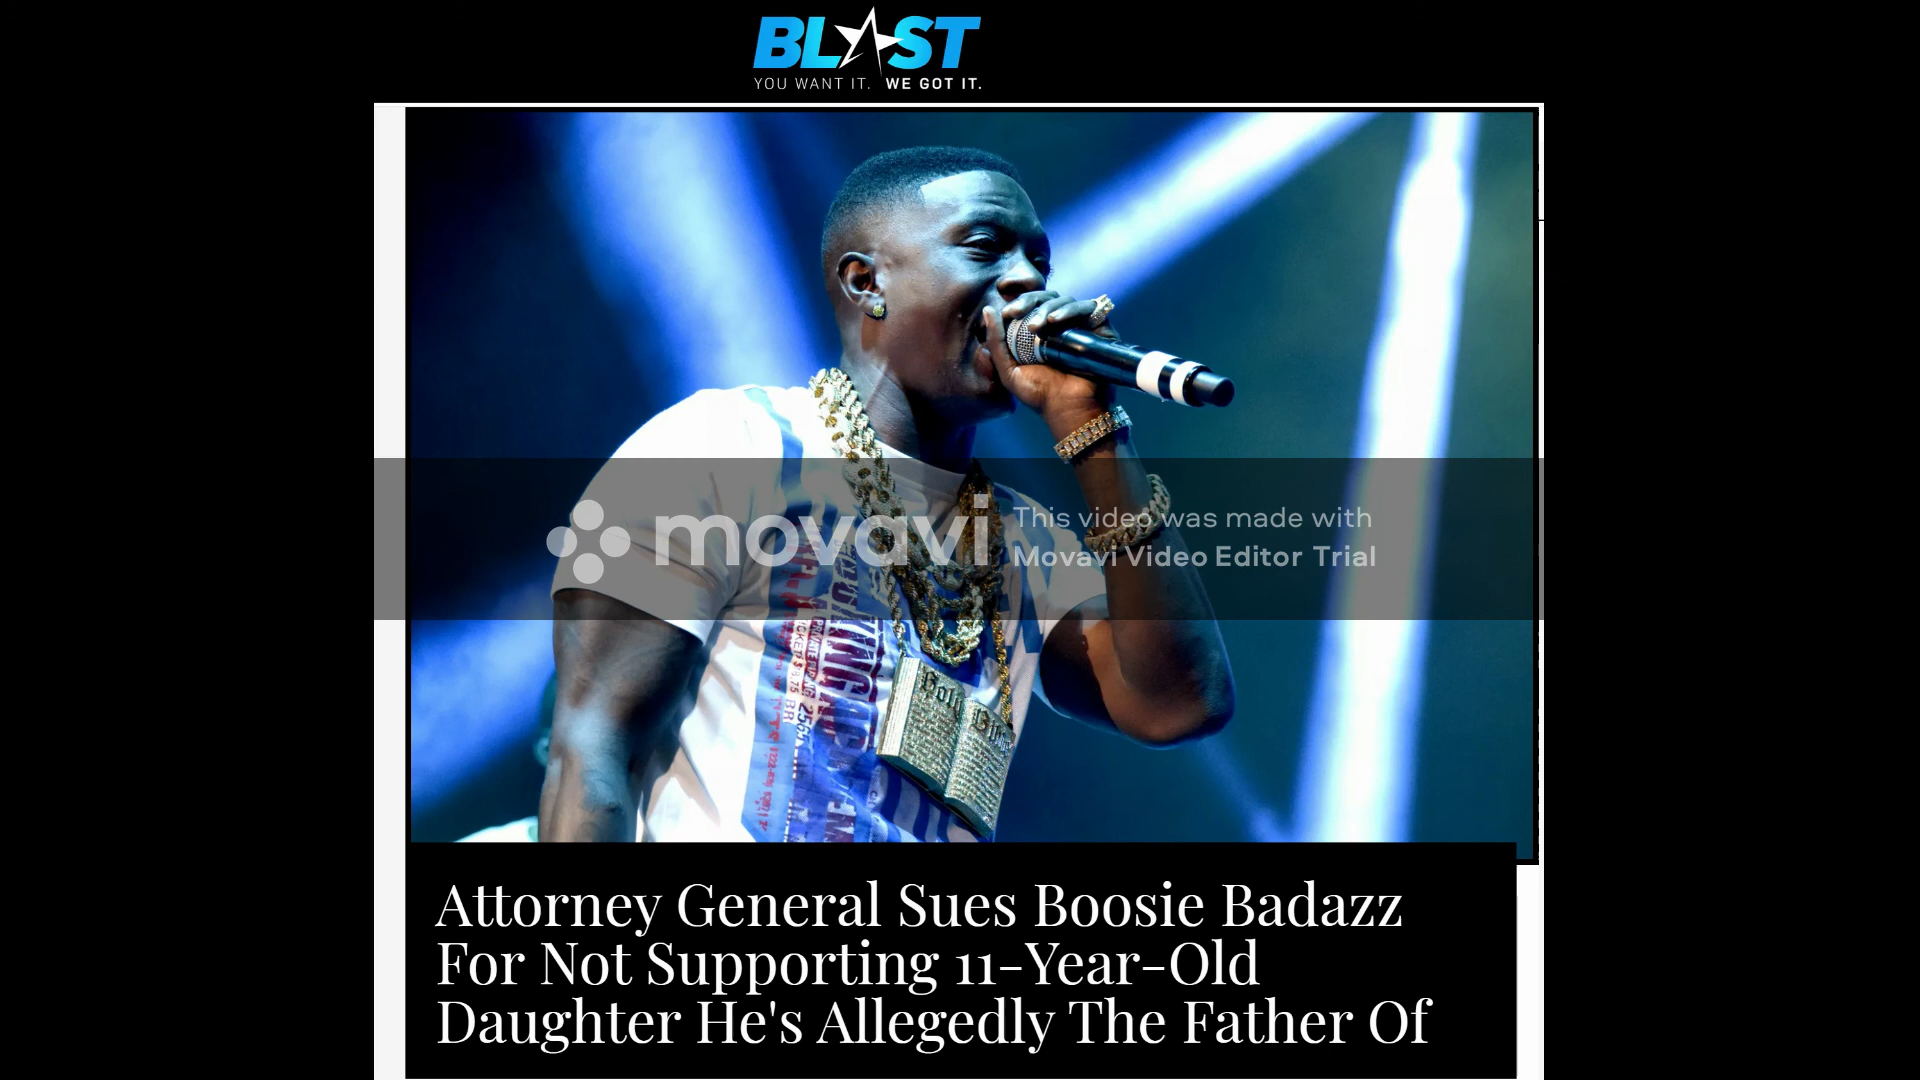 BLAST
YOU WANT IT. WE GOT IT.
movavi
This video was made with
Movavi Video Editor Trial
Attorney General Sues Boosie Badazz
For Not Supporting 11-Year-Old
Daughter He's Allegedly The Father Of